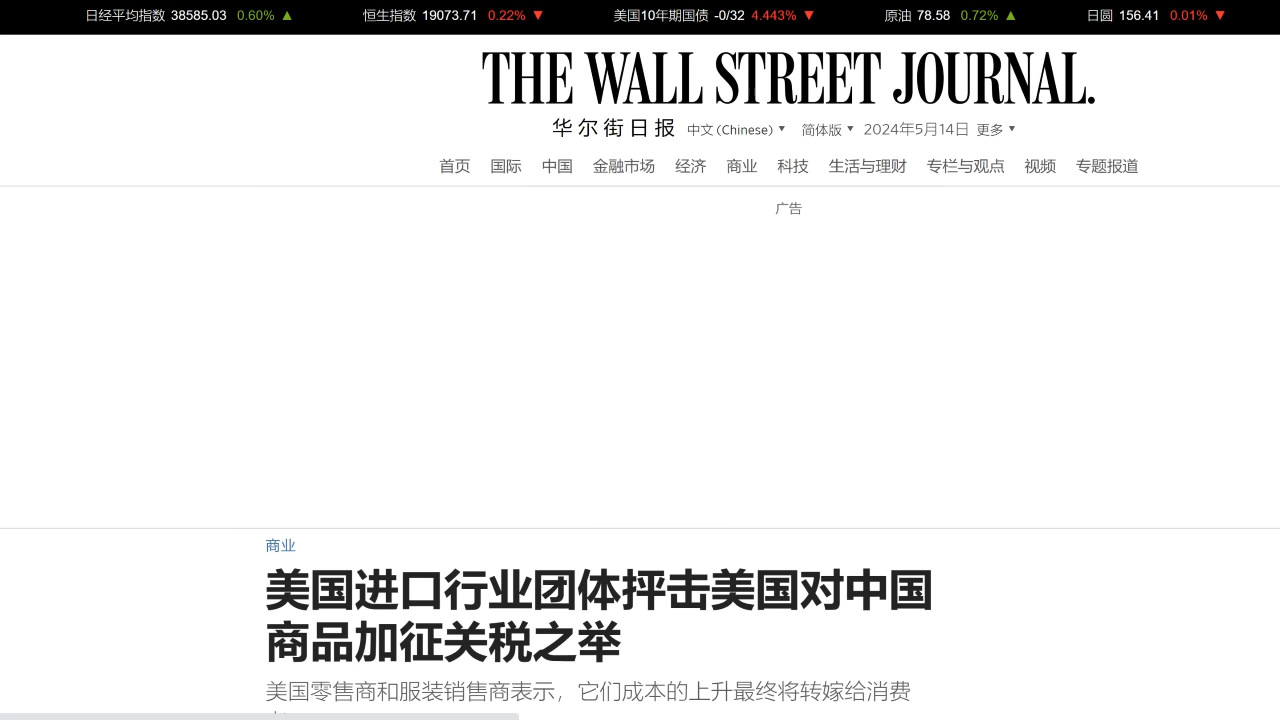 日经平均指数 38585.03 0.60% ▲ 恒生指数 19073.71 0.22% ▼ 美国10年期国债 -0/32 4.443% ▼ 原油 78.58 0.72% ▲ 日圆 156.41 0.01% ▼
THE WALL STREET JOURNAL.
华尔街日报 中文 (Chinese) ▼ 简体版 ▼ 2024年5月14日 更多 ▼
首页 国际 中国 金融市场 经济 商业 科技 生活与理财 专栏与观点 视频 专题报道
广告
商业
美国进口行业团体抨击美国对中国
商品加征关税之举
美国零售商和服装销售商表示，它们成本的上升最终将转嫁给消费